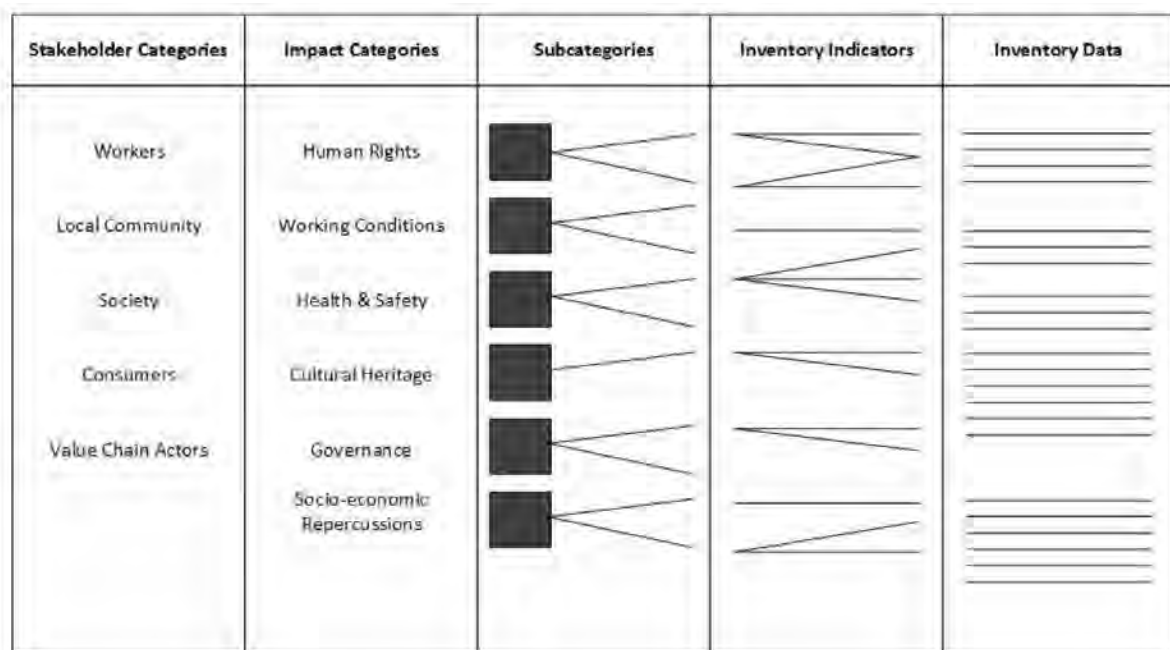 Stakeholder Categories
Impact Categories
Subcategories
Inventory Indicators
Inventory Data
Workers
Human Rights
Local Community
Working Conditions
Society
Health & Safety
Consumers
Cultural Heritage
Value Chain Actors
Governance
Socio-economic
Repercussions